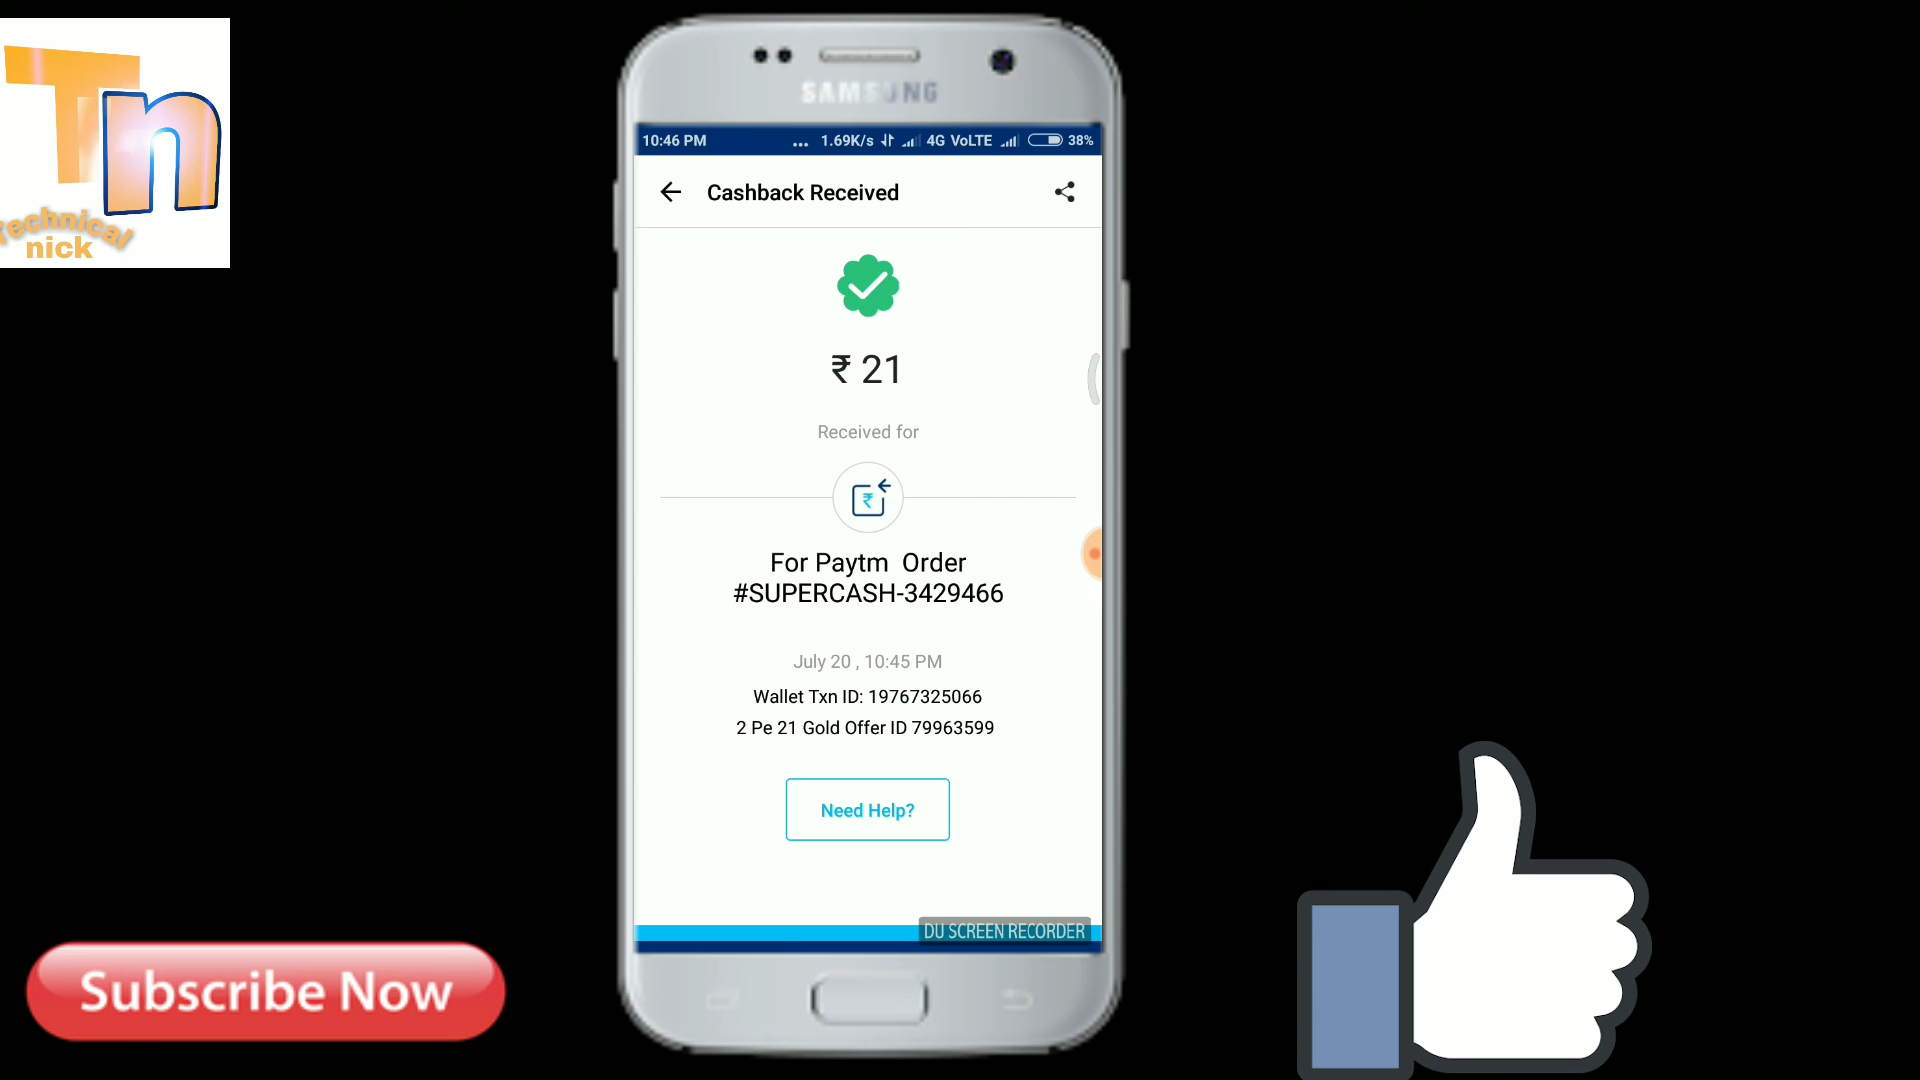 Tn
Technical
nick
SAMSUNG
10:46 PM ... 1.69K/s 4G VoLTE 38%
Cashback Received
₹ 21
Received for
₹
For Paytm Order
#SUPERCASH-3429466
July 20 , 10:45 PM
Wallet Txn ID: 19767325066
2 Pe 21 Gold Offer ID 79963599
Need Help?
DU SCREEN RECORDER
Subscribe Now